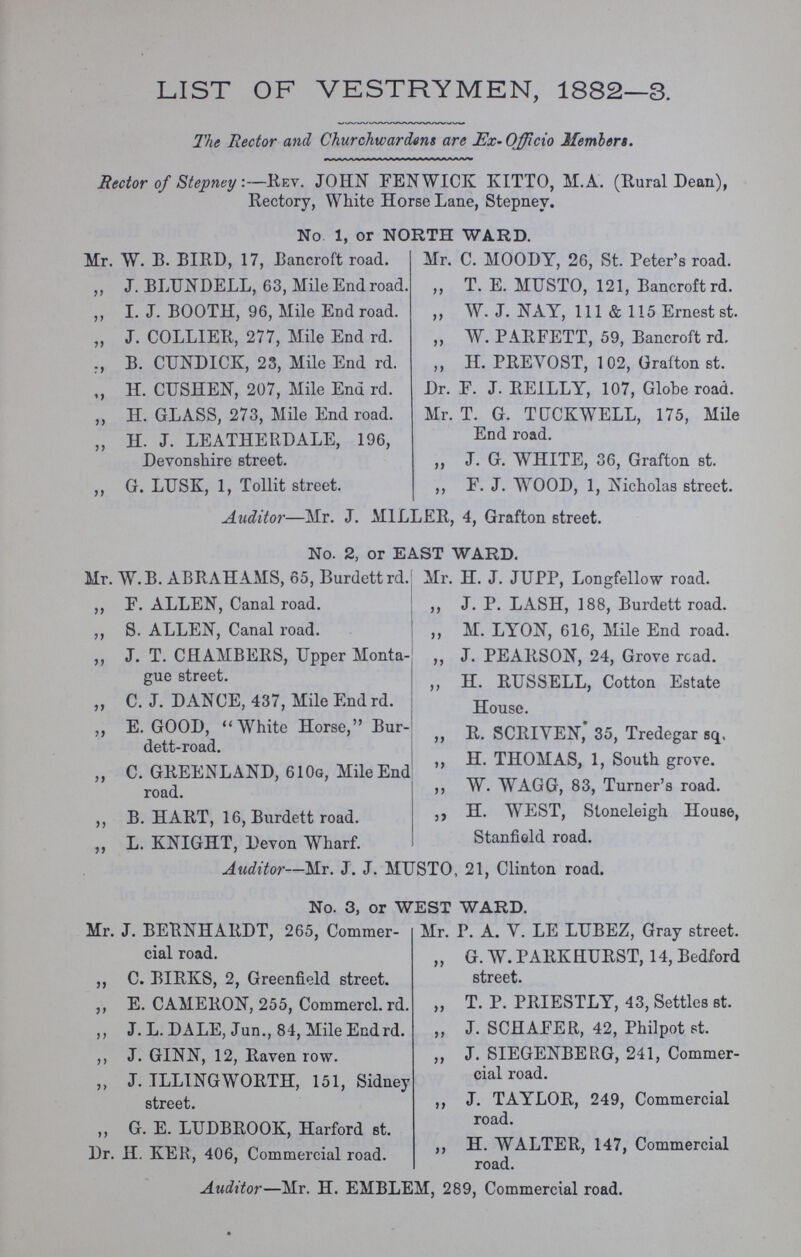 LIST OF VESTRYMEN, 1882—3.
The Rector and Churchwardens are Ex-Officio Members.
Rector of Stepney:—REV. JOHN FENWICK KITTO, M.A. (Rural Dean),
Rectory, White Horse Lane, Stepney.
No. 1, or NORTH WARD.
Mr. W. B. BIRD, 17, Bancroft road.
„ J. BLUNDELL, 63, Mile End road.
„ I. J. BOOTH, 96, Mile End road.
„ J. COLLIER, 277, Mile End rd.
„ B. CUNDICK, 23, Mile End rd.
„ H. CUSHEN, 207, Mile End rd.
„ H. GLASS, 273, Mile End road.
„ H. J. LEATHERDALE, 196,
Devonshire street.
„ G. LUSK, 1, Tollit street.
Mr. C. MOODY, 26, St. Peter's road.
„ T. E. MUSTO, 121, Bancroft rd.
„ W. J. NAY, 111 & 115 Ernest st.
„ W. PARFETT, 59, Bancroft rd.
„ H. PREVOST, 102, Grafton st.
Dr. F. J. REILLY, 107, Globe road.
Mr. T. G. TUCKWELL, 175, Mile
End road.
„ J. G. WHITE, 36, Grafton st.
„ F. J. WOOD, 1, Nicholas street.
Auditor—Mr. J. MILLER, 4, Grafton street.
No. 2, or EAST WARD.
Mr. W. B. ABRAHAMS, 65, Burdett rd.
„ F. ALLEN, Canal road.
„ S. ALLEN, Canal road.
„ J. T. CHAMBERS, Upper Monta-
gue street.
„ C. J. DANCE, 437, Mile End rd.
„ E. GOOD, "White Horse," Bur-
dett-road.
„ C. GREENLAND, 610G, Mile End
road.
„ B. HART, 16, Burdett road.
„ L. KNIGHT, Devon Wharf.
Mr. H. J. JUPP, Longfellow road.
„ J. P. LASH, 188, Burdett road.
„ M. LYON, 616, Mile End road.
„ J. PEARSON, 24, Grove road.
„ H. RUSSELL, Cotton Estate
House.
„ R. SCRIVEN, 35, Tredegar sq.
„ H. THOMAS, 1, South grove.
„ W. WAGG, 83, Turner's road.
„ H. WEST, Stoneleigh House,
Stanfield road.
Auditor—Mr. J. J. MUSTO, 21, Clinton road.
No. 3, or WEST WARD.
Mr. J. BERNHARDT, 265, Commer-
cial road.
„ C. BIRKS, 2, Greenfield street.
„ E. CAMERON, 255, Commercl. rd.
„ J. L. DALE, Jun., 84, Mile End rd.
„ J. GINN, 12, Raven row.
„ J. ILLINGWORTH, 151, Sidney
street.
„ G. E. LUDBROOK, Harford st.
Dr. H. KER, 406, Commercial road.
Mr. P. A. V. LE LUBEZ, Gray street.
„ G. W. PARKHURST, 14, Bedford
street.
„ T. P. PRIESTLY, 43, Settles st.
„ J. SCHAFER, 42, Philpot st.
„ J. SIEGENBERG, 241, Commer-
cial road.
„ J. TAYLOR, 249, Commercial
road.
„ H. WALTER, 147, Commercial
road.
Auditor—Mr. H. EMBLEM, 289, Commercial road.